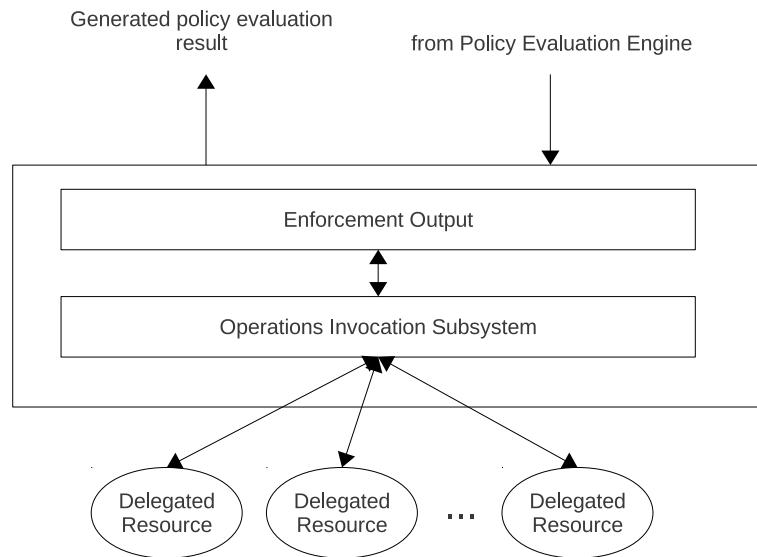 Generated policy evaluation
result
from Policy Evaluation Engine
Enforcement Output
Operations Invocation Subsystem
Delegated
Resource
Delegated
Resource
...
Delegated
Resource